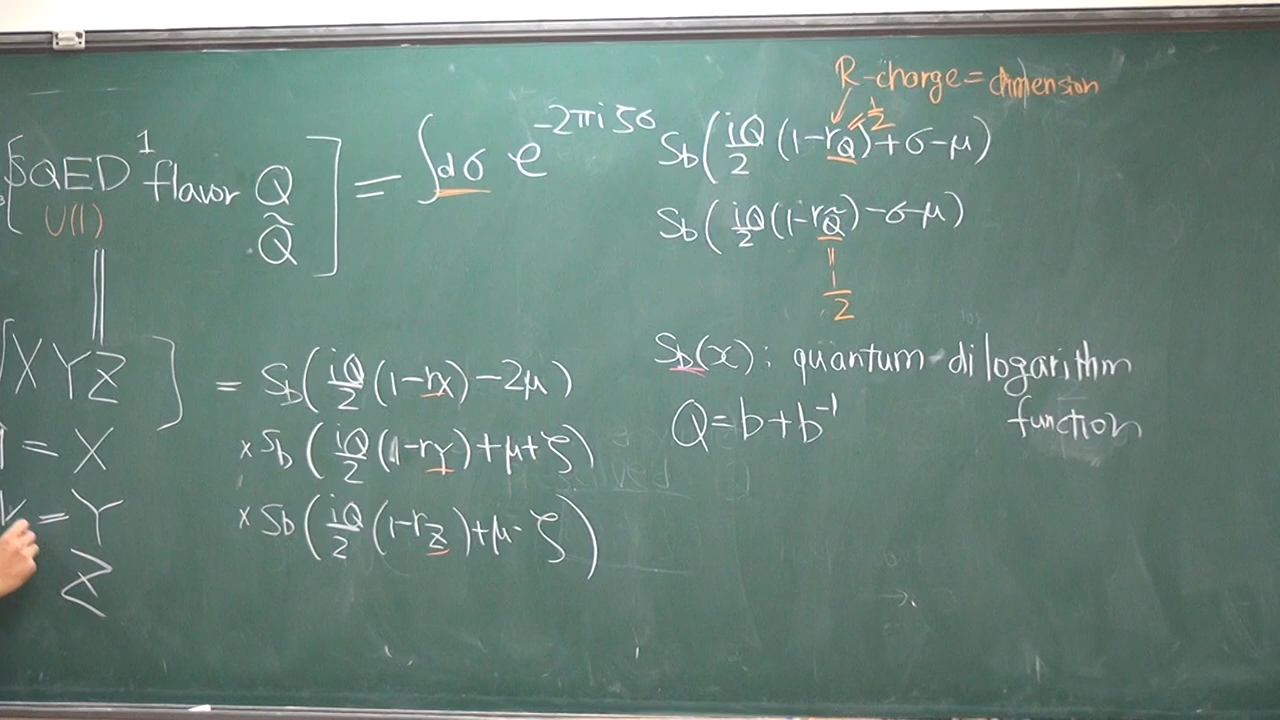 R-charge = dimension
[SQED 1 flavor Q Q̃] = ∫dσ e^{-2πiζσ} S_b(iQ/2 (1-r_Q)+σ-μ)
U(1)
= 1/2
S_b(iQ/2 (1-r_Q̃)-σ-μ)
=
1/2
||
[XYZ] = S_b(iQ/2 (1-r_X)-2μ)
S_b(x): quantum dilogarithm function
= X × S_b(iQ/2 (1-r_Y)+μ+ζ)
Q=b+b^{-1}
= Y × S_b(iQ/2 (1-r_Z)+μ-ζ)
Z